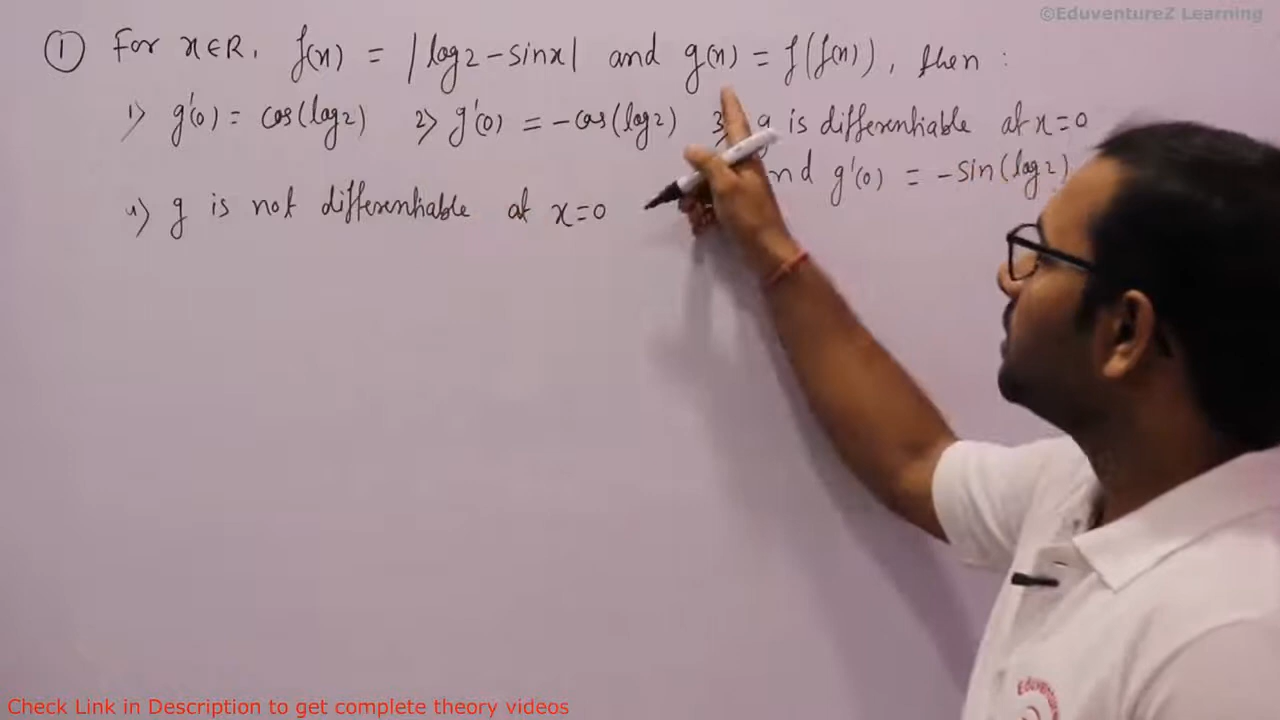 ©EduventureZ Learning
① For x∈R, f(x) = |log2 - sinx| and g(x) = f(f(x)), then :
1) g'(0) = cos(log2) 2) g'(0) = -cos(log2) 3) g is differentiable at x=0
nd g'(0) = -sin(log2)
4) g is not differentiable at x=0
Check Link in Description to get complete theory videos